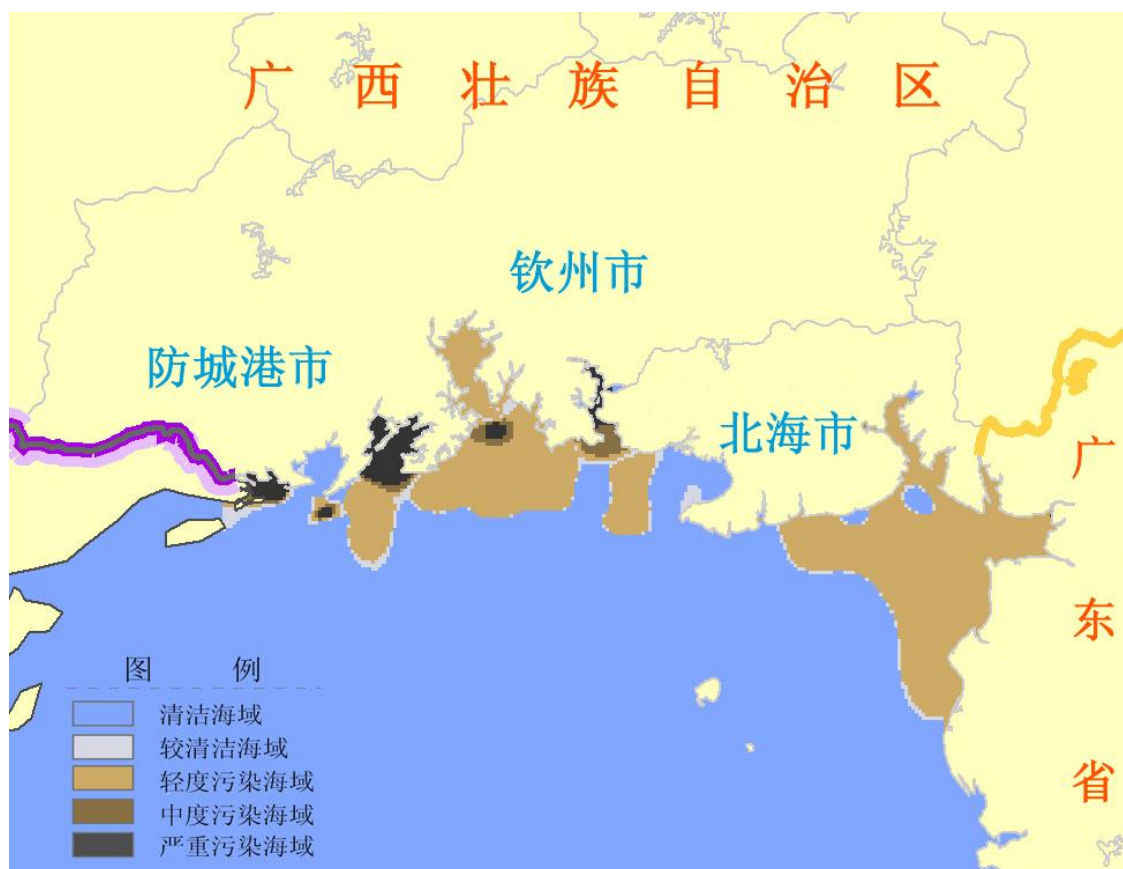 广西壮族自治区
钦州市
防城港市
北海市
广东省
图例
清洁海域
较清洁海域
轻度污染海域
中度污染海域
严重污染海域